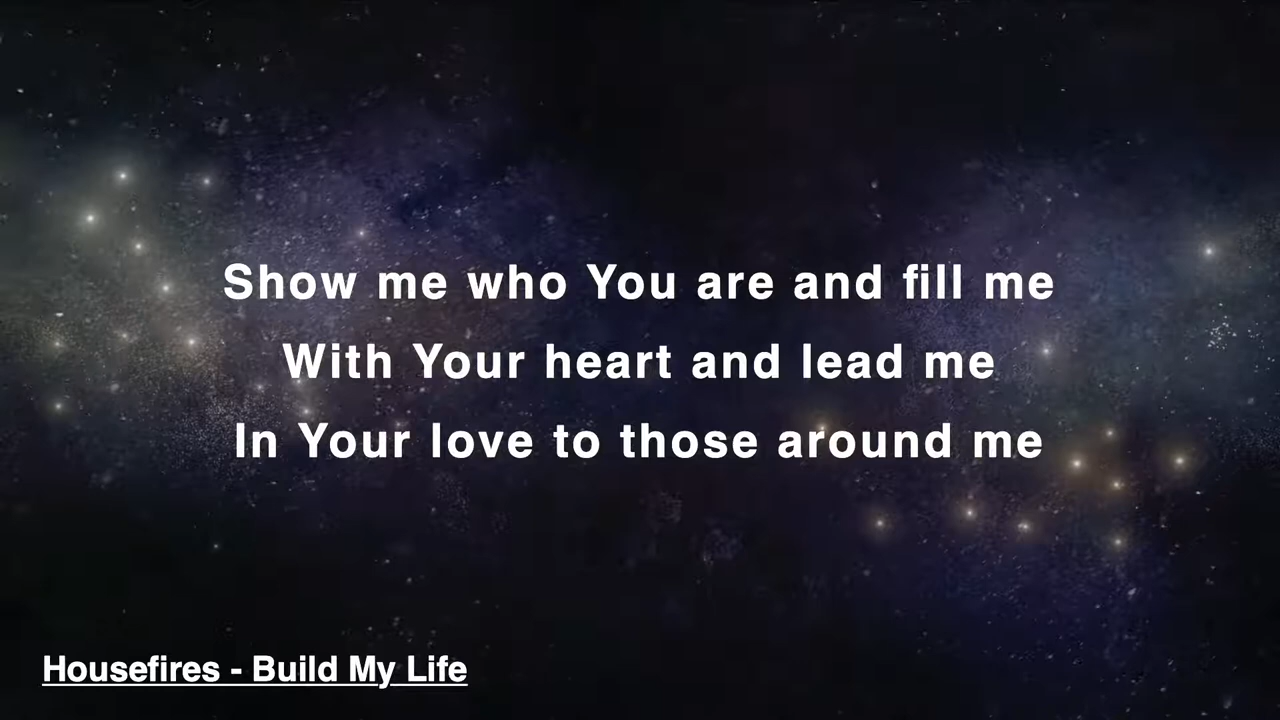 Show me who You are and fill me
With Your heart and lead me
In Your love to those around me
Housefires - Build My Life